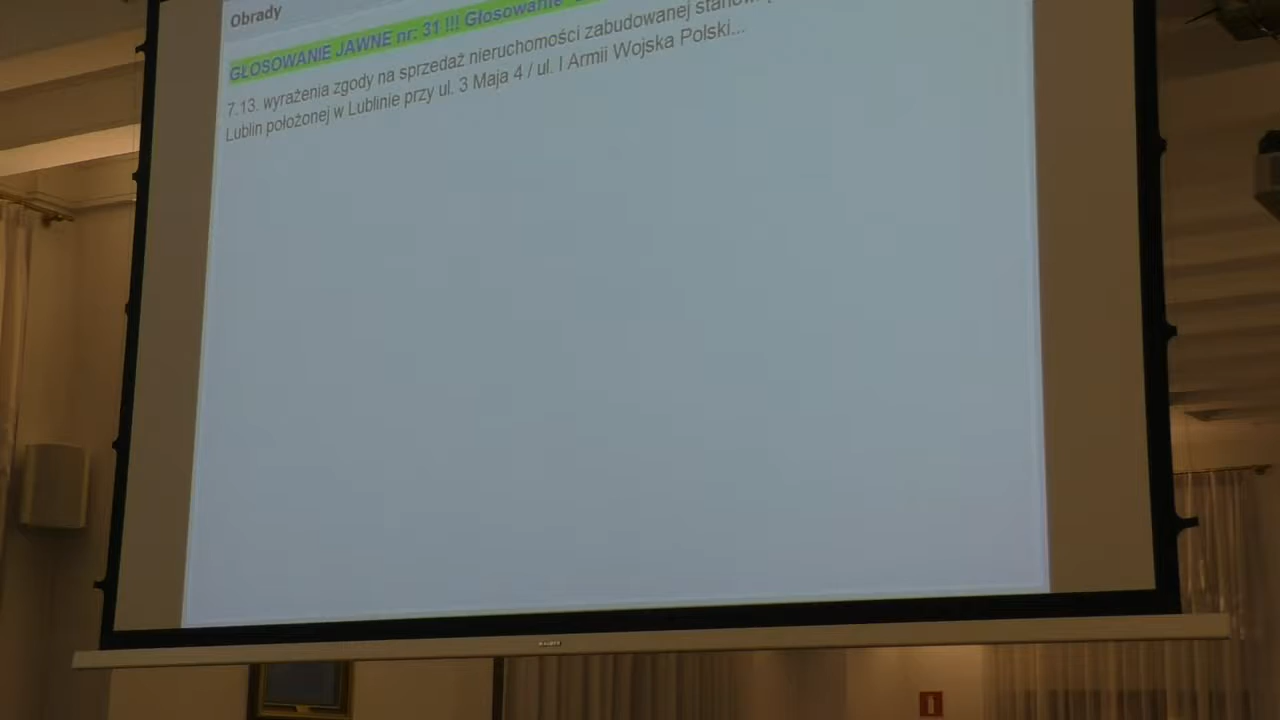 Obrady
GŁOSOWANIE JAWNE nr: 31 !!! Głosowanie
7.13. wyrażenia zgody na sprzedaż nieruchomości zabudowanej
Lublin położonej w Lublinie przy ul. 3 Maja 4 / ul. I Armii Wojska Polski...